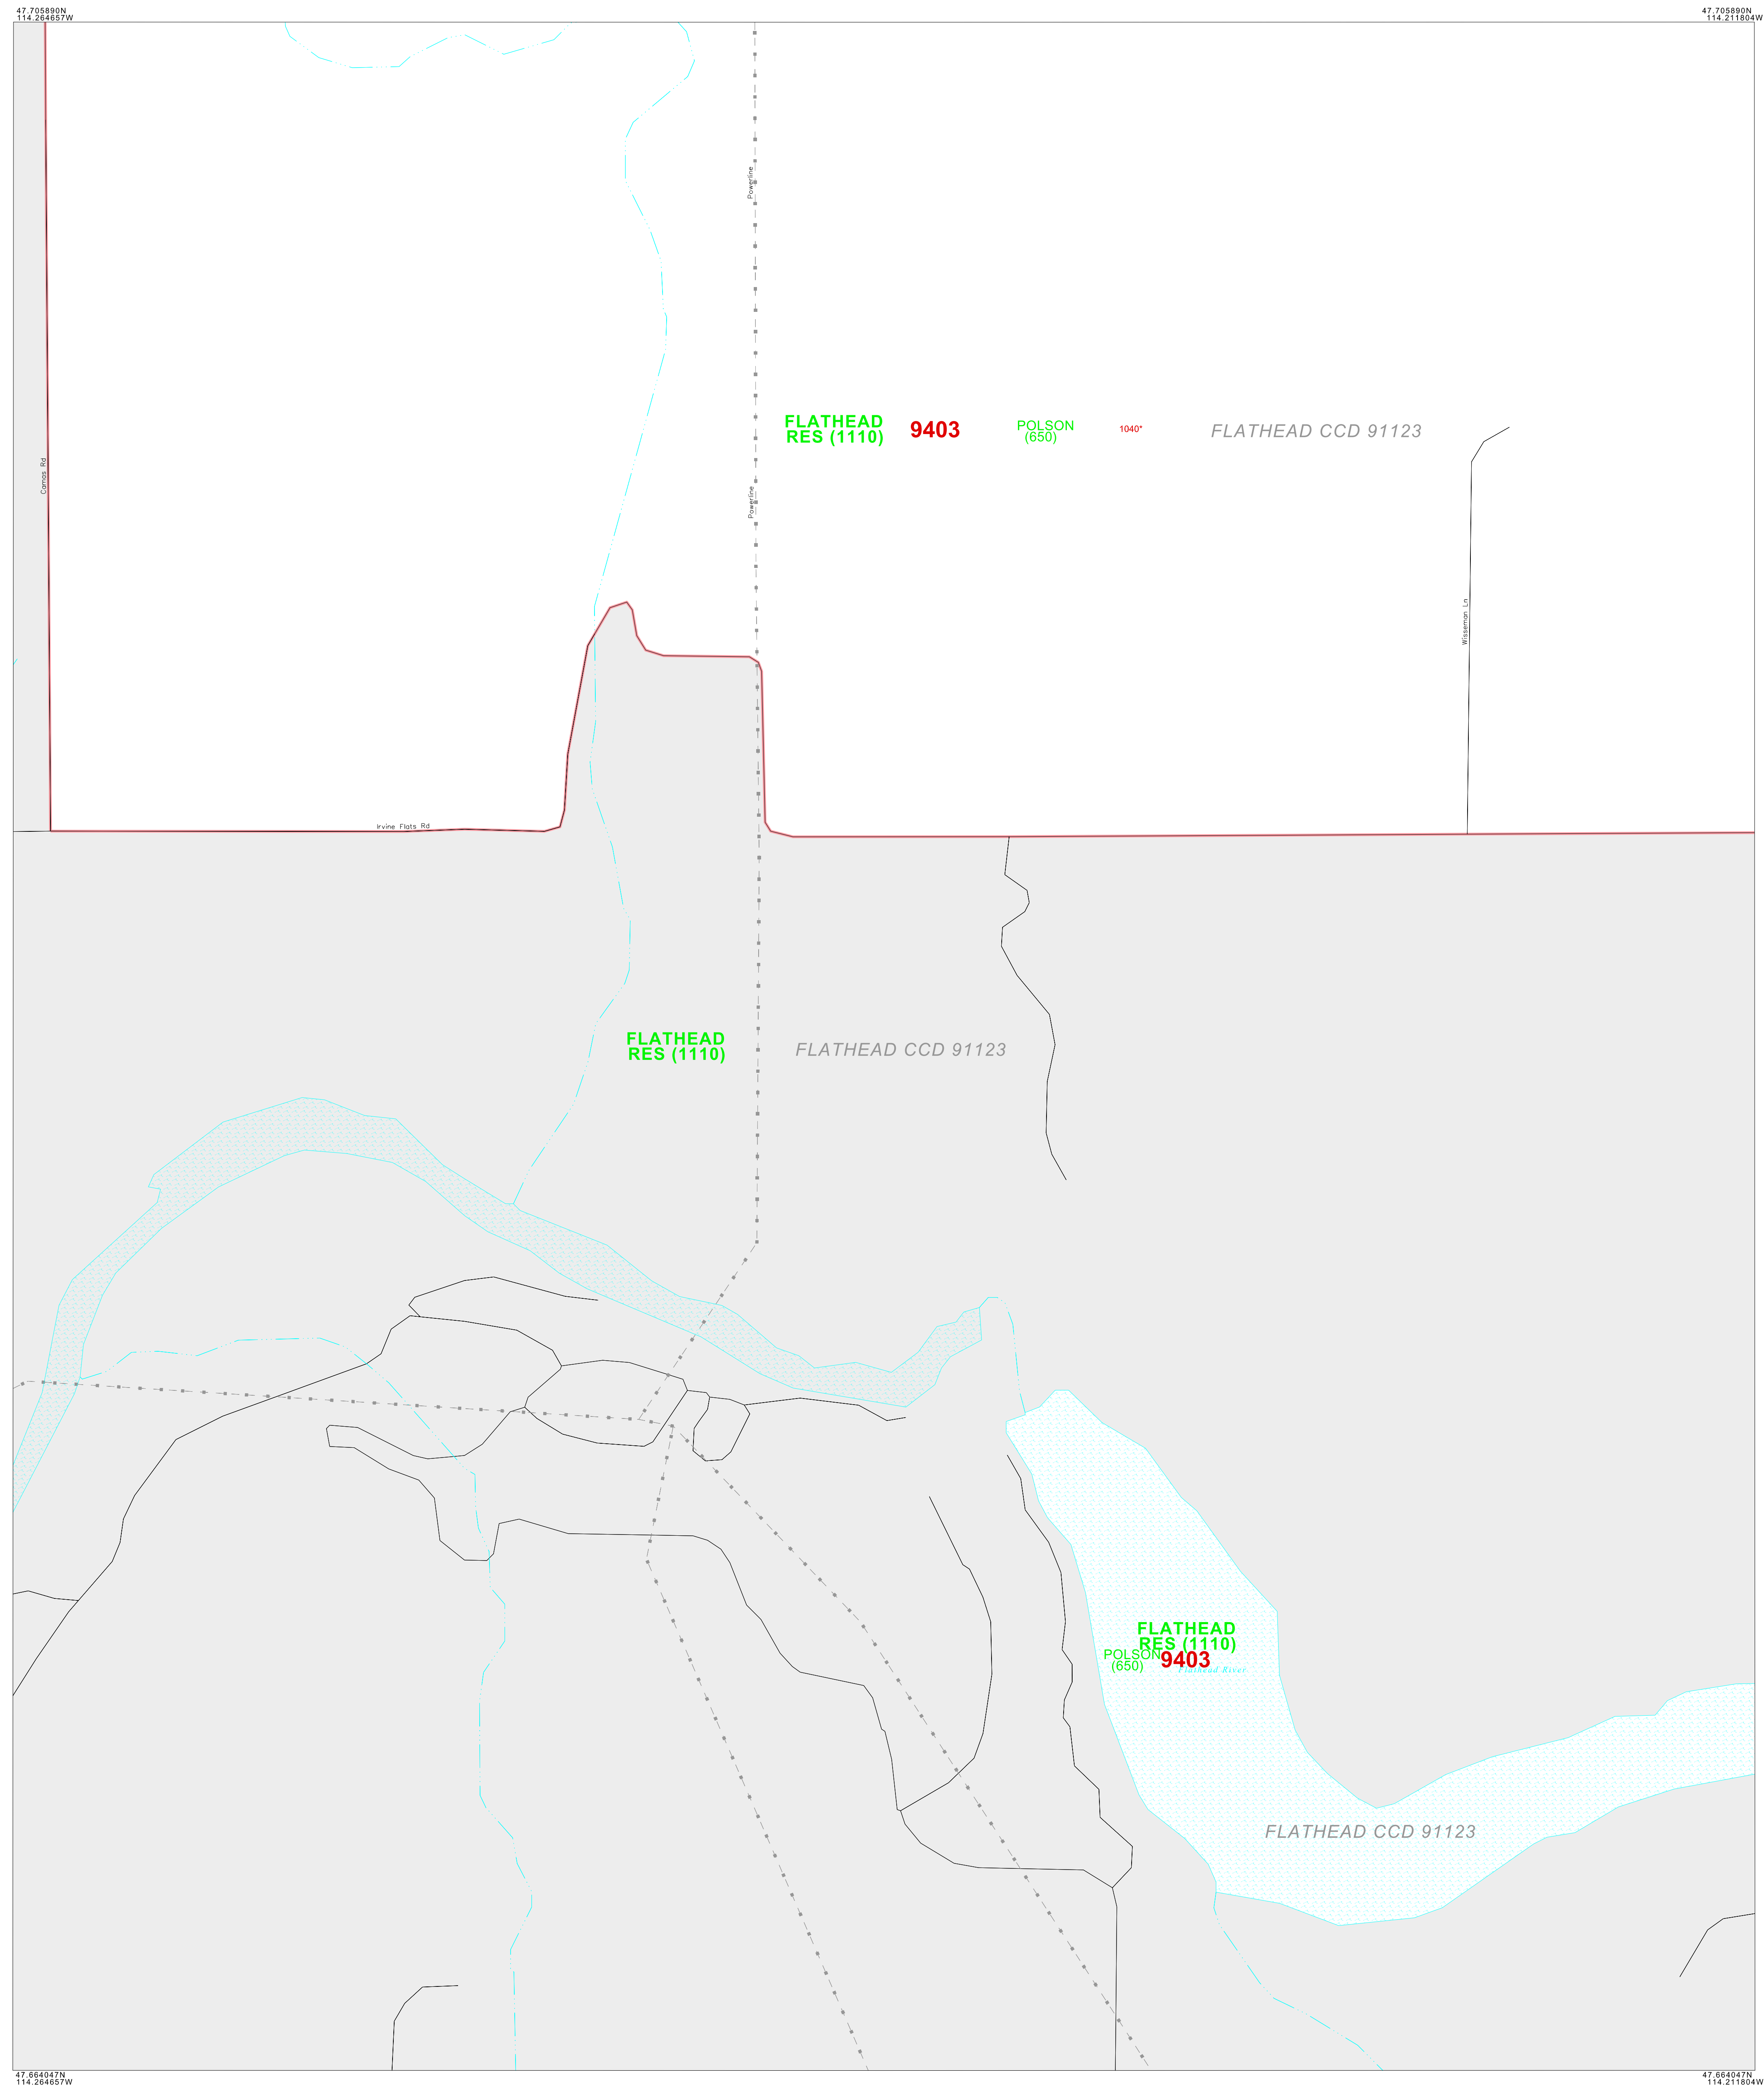 47.705890N
114.264657W
47.705890N
114.211804W
Powerline
FLATHEAD
RES (1110)
9403
POLSON
(650)
1040*
FLATHEAD CCD 91123
Camas Rd
Powerline
Wisseman Ln
Irvine Flats Rd
FLATHEAD
RES (1110)
FLATHEAD CCD 91123
FLATHEAD
RES (1110)
POLSON
(650)
9403
Flathead River
FLATHEAD CCD 91123
47.664047N
114.264657W
47.664047N
114.211804W